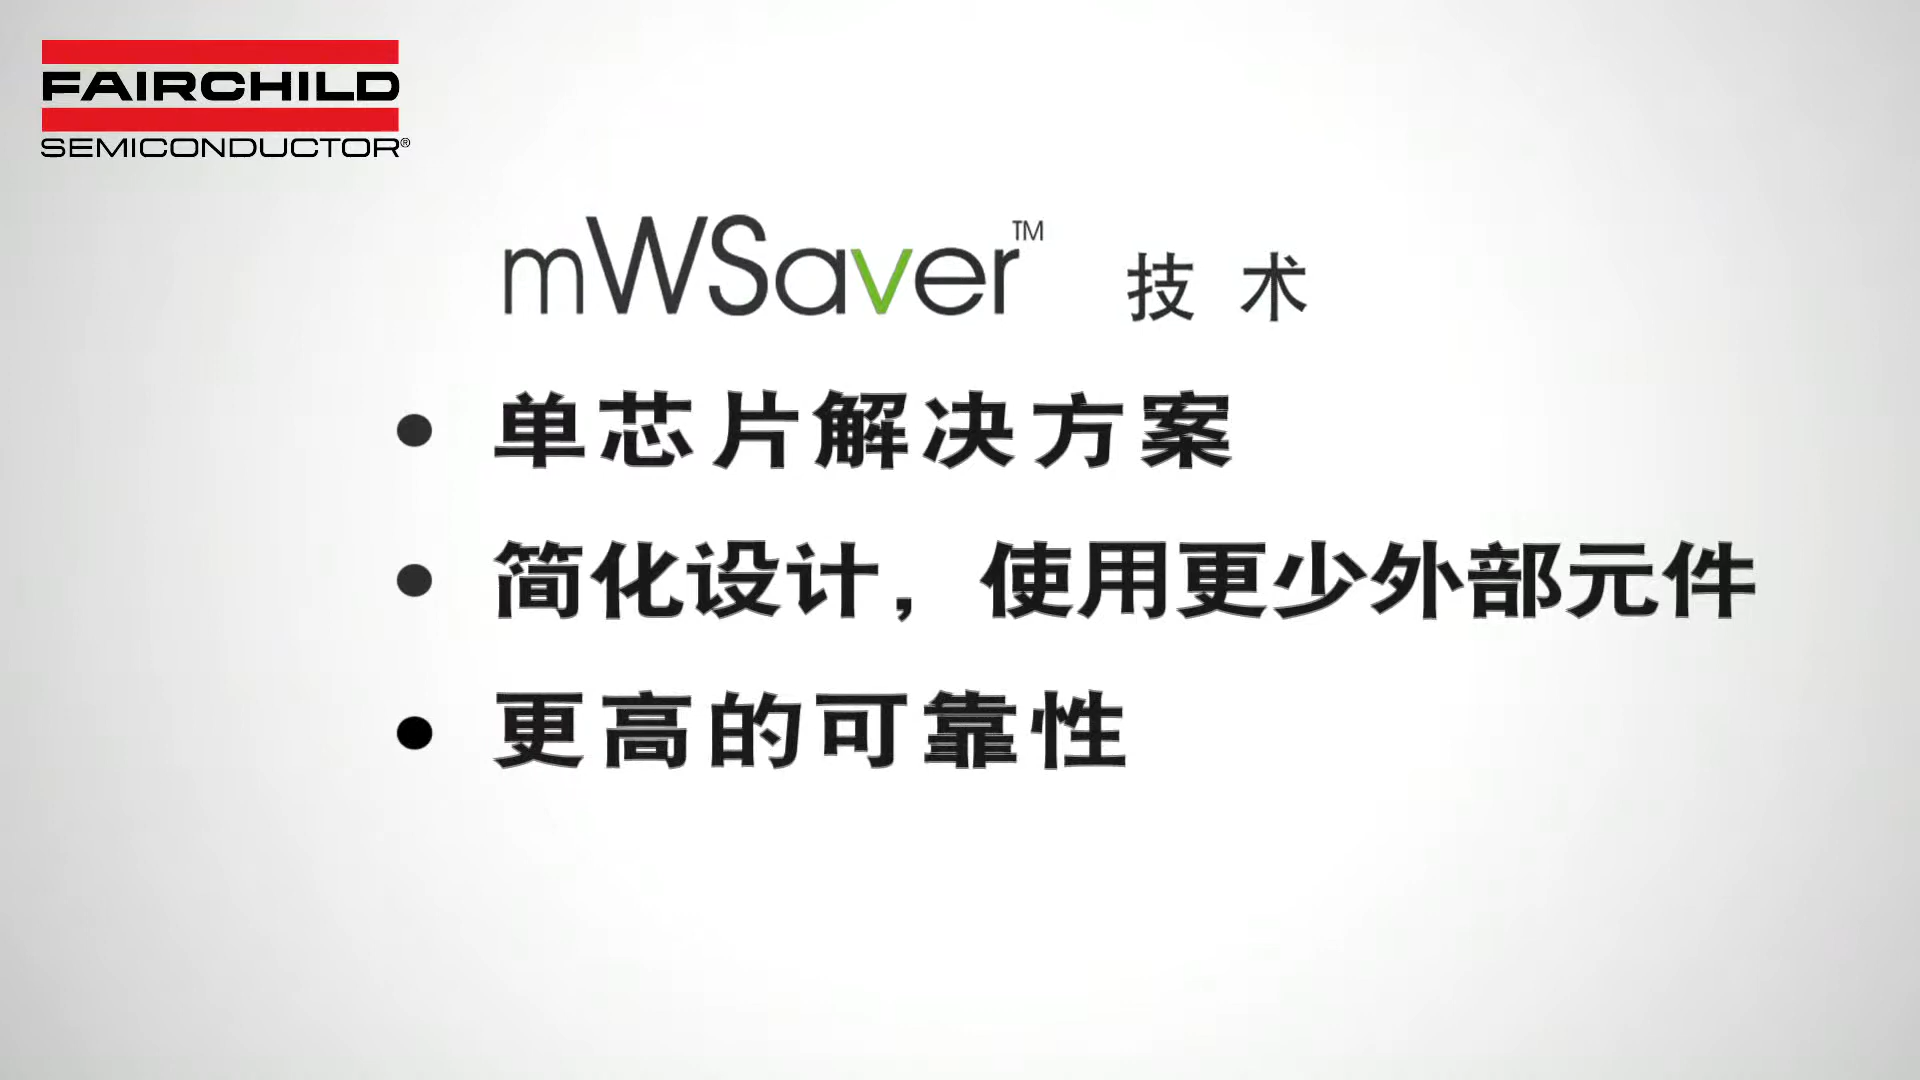 FAIRCHILD
SEMICONDUCTOR®
mWSaver™ 技术
• 单芯片解决方案
• 简化设计，使用更少外部元件
• 更高的可靠性